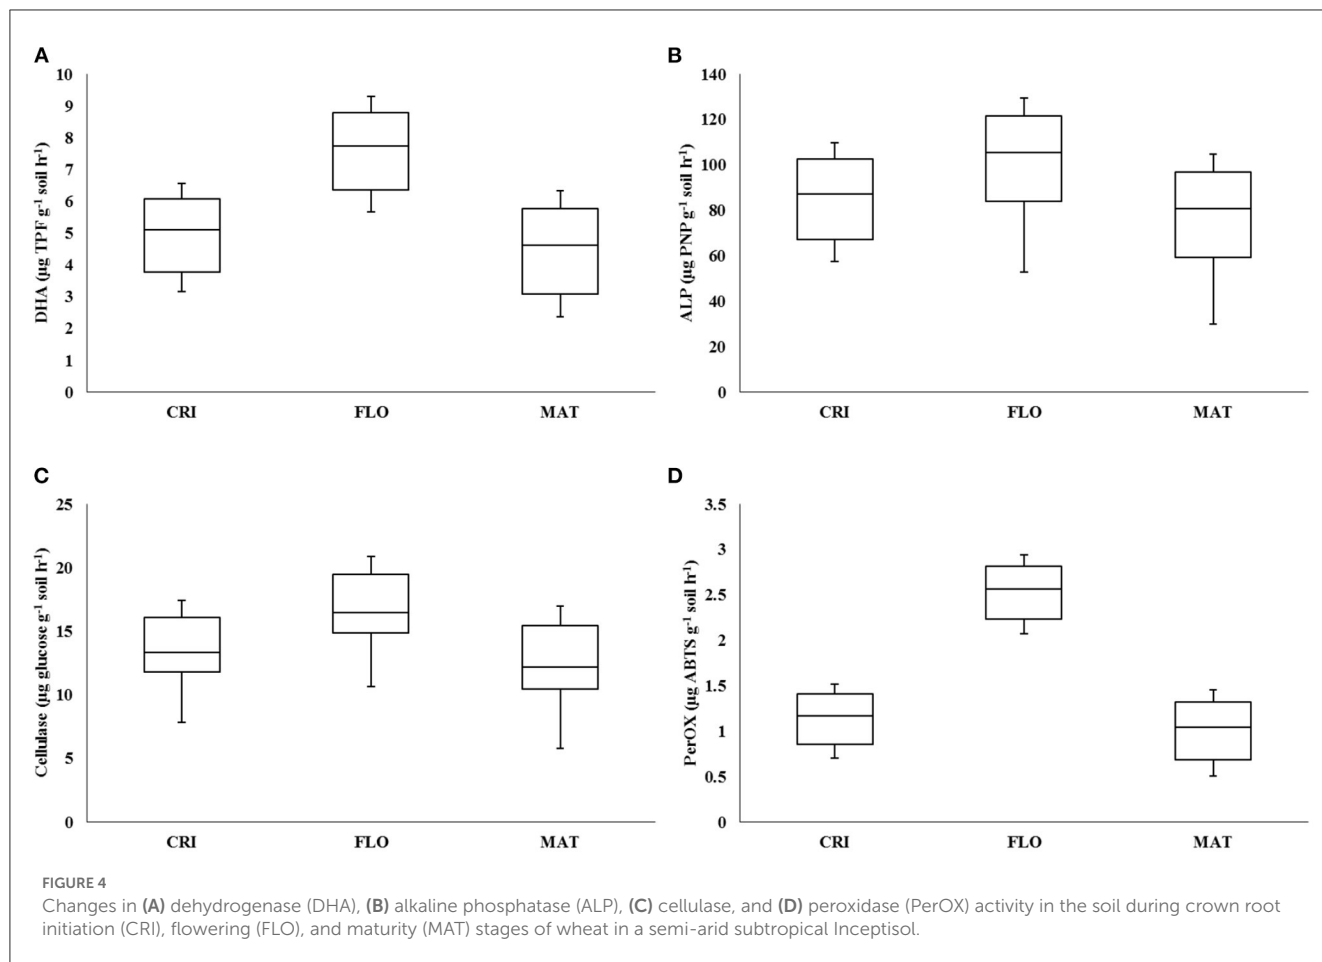 A
DHA (µg TPF g-1 soil h-1)
10
9
8
7
6
5
4
3
2
1
0
CRI FLO MAT
B
ALP (µg PNP g-1 soil h-1)
140
120
100
80
60
40
20
0
CRI FLO MAT
C
Cellulase (µg glucose g-1 soil h-1)
25
20
15
10
5
0
CRI FLO MAT
D
PerOX (µg ABTS g-1 soil h-1)
3.5
3
2.5
2
1.5
1
0.5
0
CRI FLO MAT
FIGURE 4
Changes in (A) dehydrogenase (DHA), (B) alkaline phosphatase (ALP), (C) cellulase, and (D) peroxidase (PerOX) activity in the soil during crown root
initiation (CRI), flowering (FLO), and maturity (MAT) stages of wheat in a semi-arid subtropical Inceptisol.